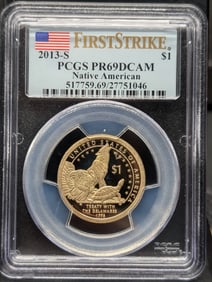 FIRSTSTRIKE
2013-S $1
PCGS PR69DCAM
Native American
517759.69/27751046
UNITED STATES OF AMERICA
$1
TREATY WITH
THE DELAWARES
1778